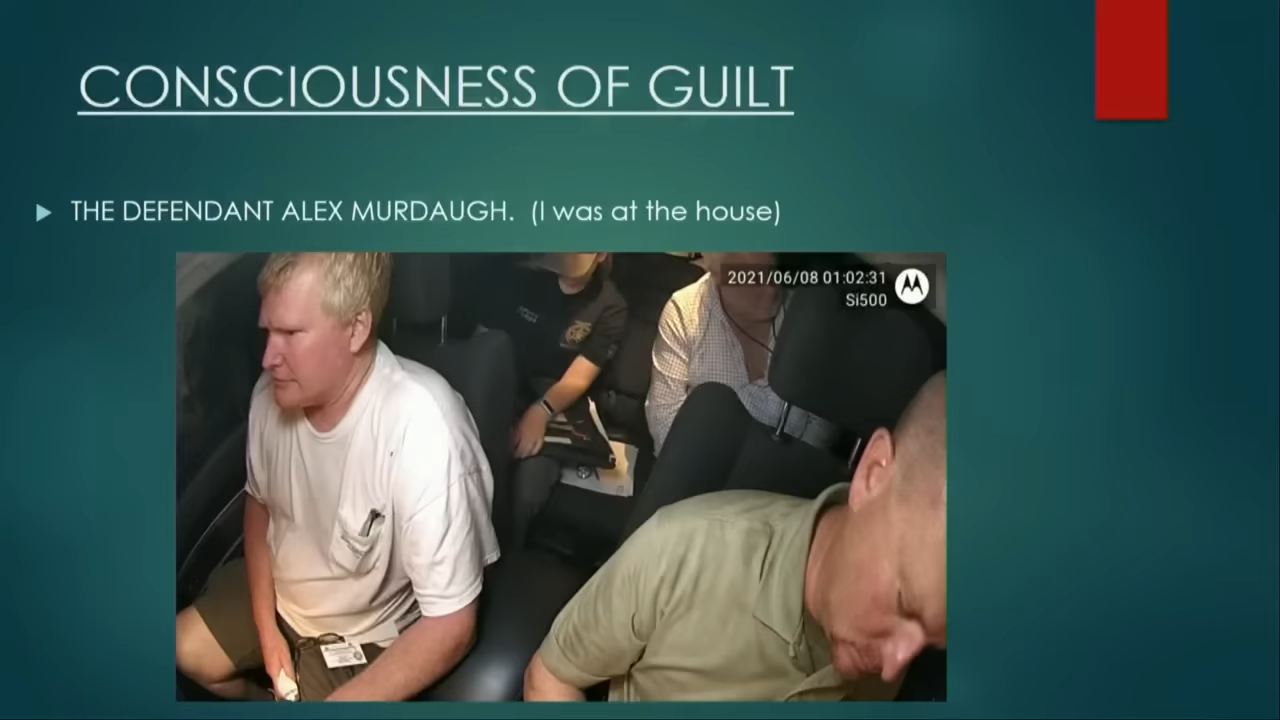 CONSCIOUSNESS OF GUILT
THE DEFENDANT ALEX MURDAUGH. (I was at the house)
2021/06/08 01:02:31
Si500